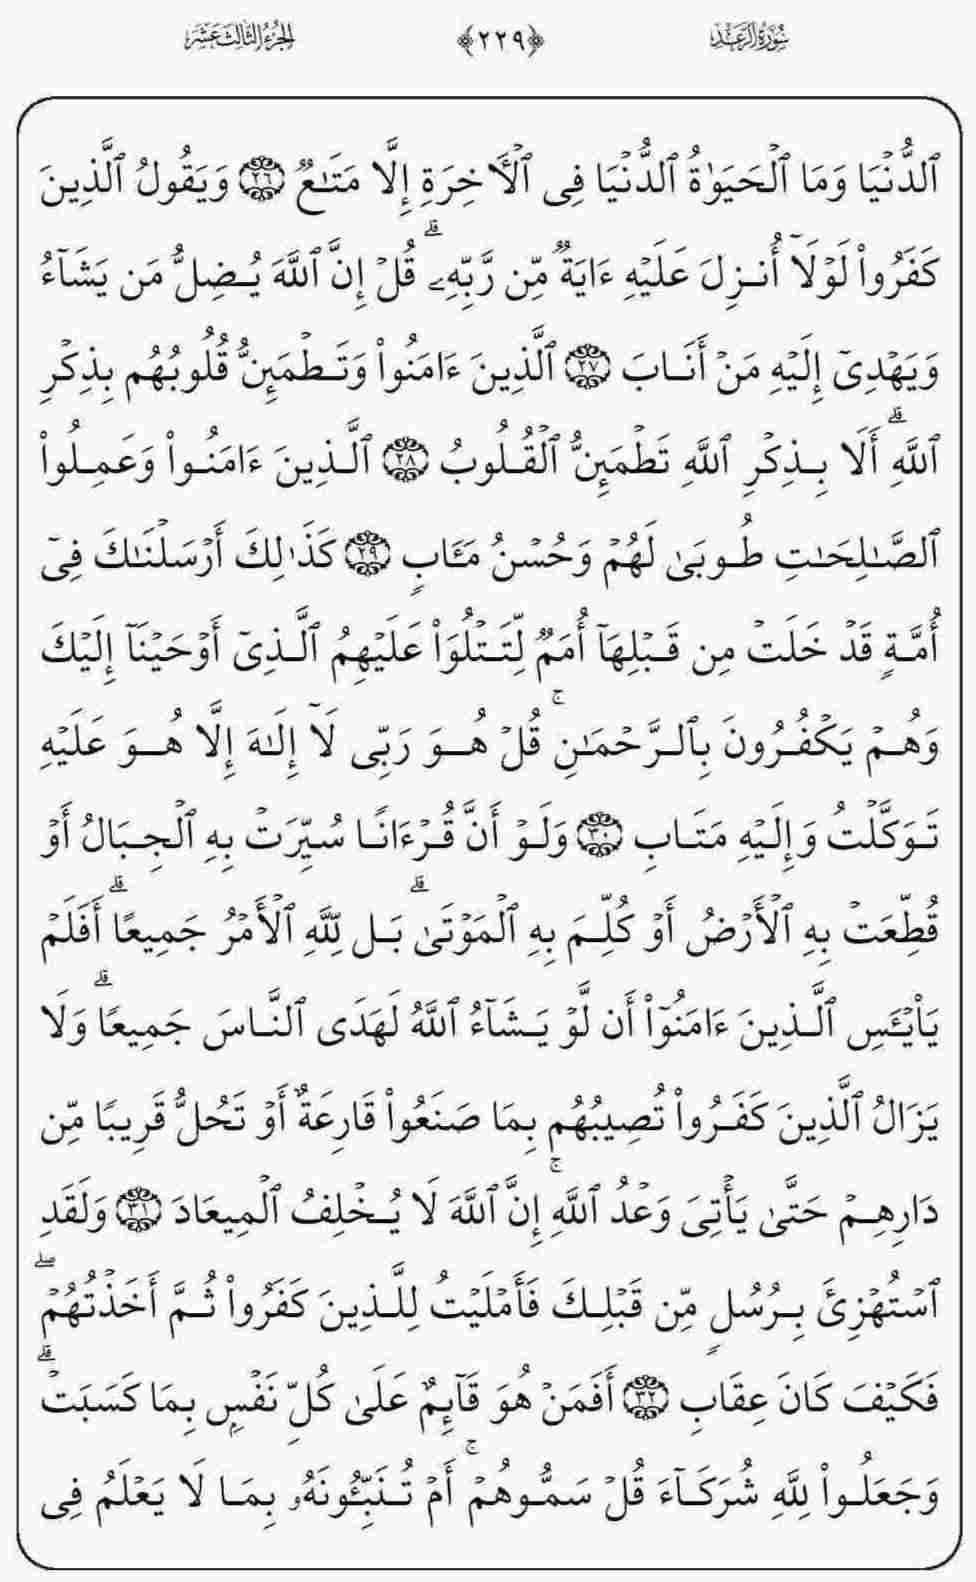 سُورَةُ الرَّعْدِ ﴿٢٢٩﴾ الجُزْءُ الثَّالِثَ عَشَرَ
ٱلدُّنۡيَا وَمَا ٱلۡحَيَوٰةُ ٱلدُّنۡيَا فِى ٱلۡأٓخِرَةِ إِلَّا مَتَـٰعٌ ٢٦ وَيَقُولُ ٱلَّذِينَ
كَفَرُواْ لَوۡلَآ أُنزِلَ عَلَيۡهِ ءَايَةٌ مِّن رَّبِّهِۦۗ قُلۡ إِنَّ ٱللَّهَ يُضِلُّ مَن يَشَآءُ
وَيَهۡدِىٓ إِلَيۡهِ مَنۡ أَنَابَ ٢٧ ٱلَّذِينَ ءَامَنُواْ وَتَطۡمَئِنُّ قُلُوبُهُم بِذِكۡرِ
ٱللَّهِۗ أَلَا بِذِكۡرِ ٱللَّهِ تَطۡمَئِنُّ ٱلۡقُلُوبُ ٢٨ ٱلَّذِينَ ءَامَنُواْ وَعَمِلُواْ
ٱلصَّـٰلِحَـٰتِ طُوبَىٰ لَهُمۡ وَحُسۡنُ مَـَٔابٍ ٢٩ كَذَٰلِكَ أَرۡسَلۡنَـٰكَ فِىٓ
أُمَّةٍ قَدۡ خَلَتۡ مِن قَبۡلِهَآ أُمَمٌ لِّتَتۡلُوَاْ عَلَيۡهِمُ ٱلَّذِىٓ أَوۡحَيۡنَآ إِلَيۡكَ
وَهُمۡ يَكۡفُرُونَ بِٱلرَّحۡمَـٰنِۚ قُلۡ هُوَ رَبِّى لَآ إِلَـٰهَ إِلَّا هُوَ عَلَيۡهِ
تَوَكَّلۡتُ وَإِلَيۡهِ مَتَابِ ٣٠ وَلَوۡ أَنَّ قُرۡءَانًا سُيِّرَتۡ بِهِ ٱلۡجِبَالُ أَوۡ
قُطِّعَتۡ بِهِ ٱلۡأَرۡضُ أَوۡ كُلِّمَ بِهِ ٱلۡمَوۡتَىٰۗ بَل لِّلَّهِ ٱلۡأَمۡرُ جَمِيعًاۗ أَفَلَمۡ
يَاْيۡـَٔسِ ٱلَّذِينَ ءَامَنُوٓاْ أَن لَّوۡ يَشَآءُ ٱللَّهُ لَهَدَى ٱلنَّاسَ جَمِيعًاۗ وَلَا
يَزَالُ ٱلَّذِينَ كَفَرُواْ تُصِيبُهُم بِمَا صَنَعُواْ قَارِعَةٌ أَوۡ تَحُلُّ قَرِيبًا مِّن
دَارِهِمۡ حَتَّىٰ يَأۡتِىَ وَعۡدُ ٱللَّهِۚ إِنَّ ٱللَّهَ لَا يُخۡلِفُ ٱلۡمِيعَادَ ٣١ وَلَقَدِ
ٱسۡتُهۡزِئَ بِرُسُلٍ مِّن قَبۡلِكَ فَأَمۡلَيۡتُ لِلَّذِينَ كَفَرُواْ ثُمَّ أَخَذۡتُهُمۡۖ
فَكَيۡفَ كَانَ عِقَابِ ٣٢ أَفَمَنۡ هُوَ قَآئِمٌ عَلَىٰ كُلِّ نَفۡسٍ بِمَا كَسَبَتۡۗ
وَجَعَلُواْ لِلَّهِ شُرَكَآءَ قُلۡ سَمُّوهُمۡۚ أَمۡ تُنَبِّـُٔونَهُۥ بِمَا لَا يَعۡلَمُ فِى